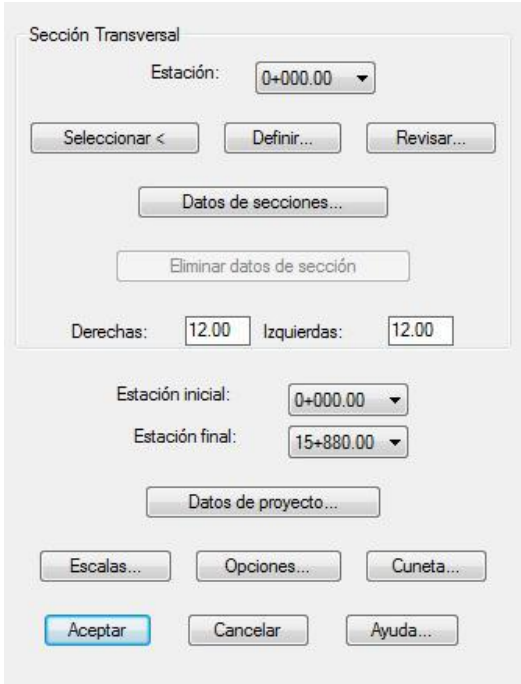 Sección Transversal
Estación: 0+000.00
Seleccionar < Definir... Revisar...
Datos de secciones...
Eliminar datos de sección
Derechas: 12.00 Izquierdas: 12.00
Estación inicial: 0+000.00
Estación final: 15+880.00
Datos de proyecto...
Escalas... Opciones... Cuneta...
Aceptar Cancelar Ayuda...